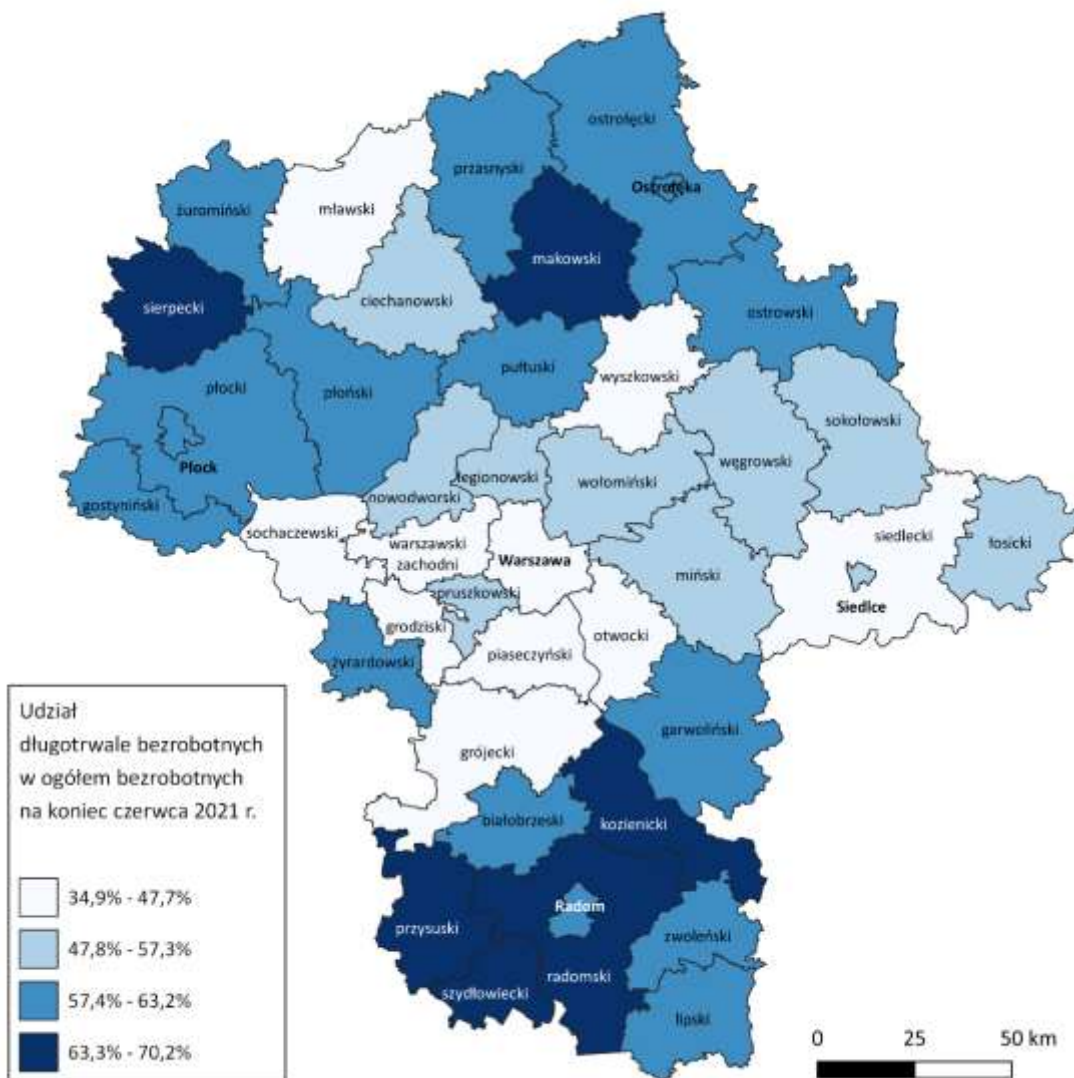 ostrołęcki
przasnyski
Ostrołęka
mławski
żuromiński
makowski
ciechanowski
sierpecki
ostrowski
pułtuski
wyszkowski
płocki
płoński
sokołowski
węgrowski
legionowski
wołomiński
Płock
nowodworski
gostyniński
sochaczewski
siedlecki
łosicki
warszawski
zachodni
Warszawa
miński
pruszkowski
Siedlce
grodziski
otwocki
piaseczyński
żyrardowski
garwoliński
grójecki
białobrzeski
kozienicki
Radom
przysuski
zwoleński
radomski
szydłowiecki
lipski
Udział
długotrwale bezrobotnych
w ogółem bezrobotnych
na koniec czerwca 2021 r.
34,9% - 47,7%
47,8% - 57,3%
57,4% - 63,2%
63,3% - 70,2%
0 25 50 km